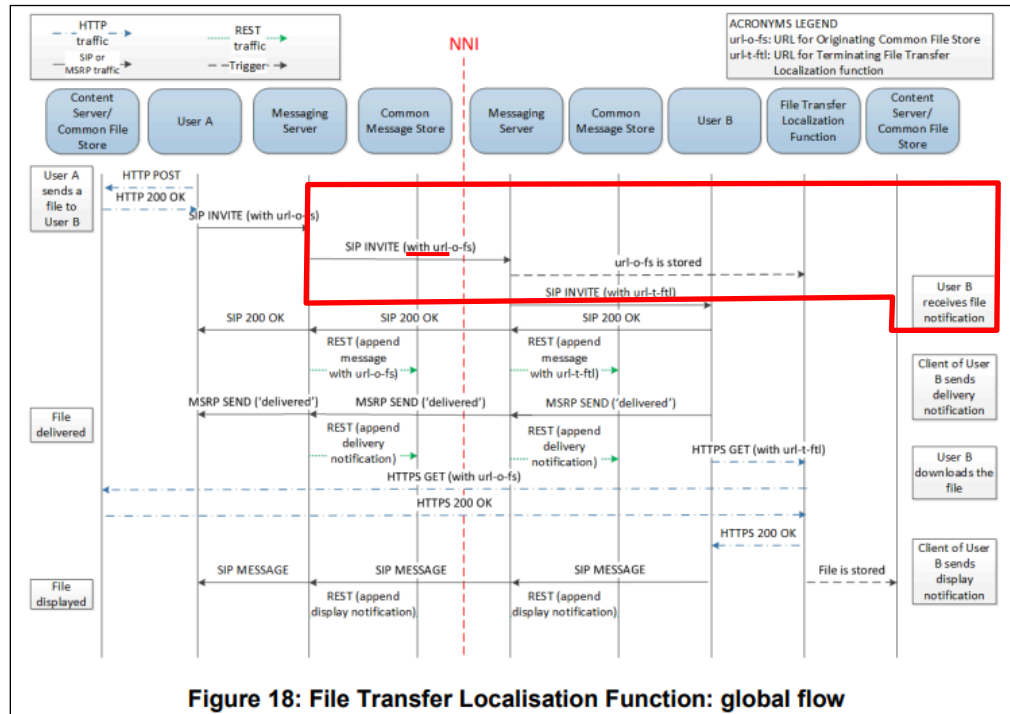 HTTP
traffic
REST
traffic
SIP or
MSRP traffic
Trigger
NNI
ACRONYMS LEGEND
url-o-fs: URL for Originating Common File Store
url-t-ftl: URL for Terminating File Transfer
Localization function
Content
Server/
Common File
Store
User A
Messaging
Server
Common
Message Store
Messaging
Server
Common
Message Store
User B
File Transfer
Localization
Function
Content
Server/
Common File
Store
User A
sends a
file to
User B
HTTP POST
HTTP 200 OK
SIP INVITE (with url-o-fs)
SIP INVITE (with url-o-fs)
url-o-fs is stored
SIP INVITE (with url-t-ftl)
User B
receives file
notification
SIP 200 OK
SIP 200 OK
SIP 200 OK
REST (append
message
with url-o-fs)
REST (append
message
with url-t-ftl)
Client of User
B sends
delivery
notification
MSRP SEND ('delivered')
MSRP SEND ('delivered')
MSRP SEND ('delivered')
File
delivered
REST (append
delivery
notification)
REST (append
delivery
notification)
HTTPS GET (with url-t-ftl)
User B
downloads the
file
HTTPS GET (with url-o-fs)
HTTPS 200 OK
HTTPS 200 OK
SIP MESSAGE
SIP MESSAGE
SIP MESSAGE
File is stored
Client of User
B sends
display
notification
File
displayed
REST (append
display notification)
REST (append
display notification)
Figure 18: File Transfer Localisation Function: global flow